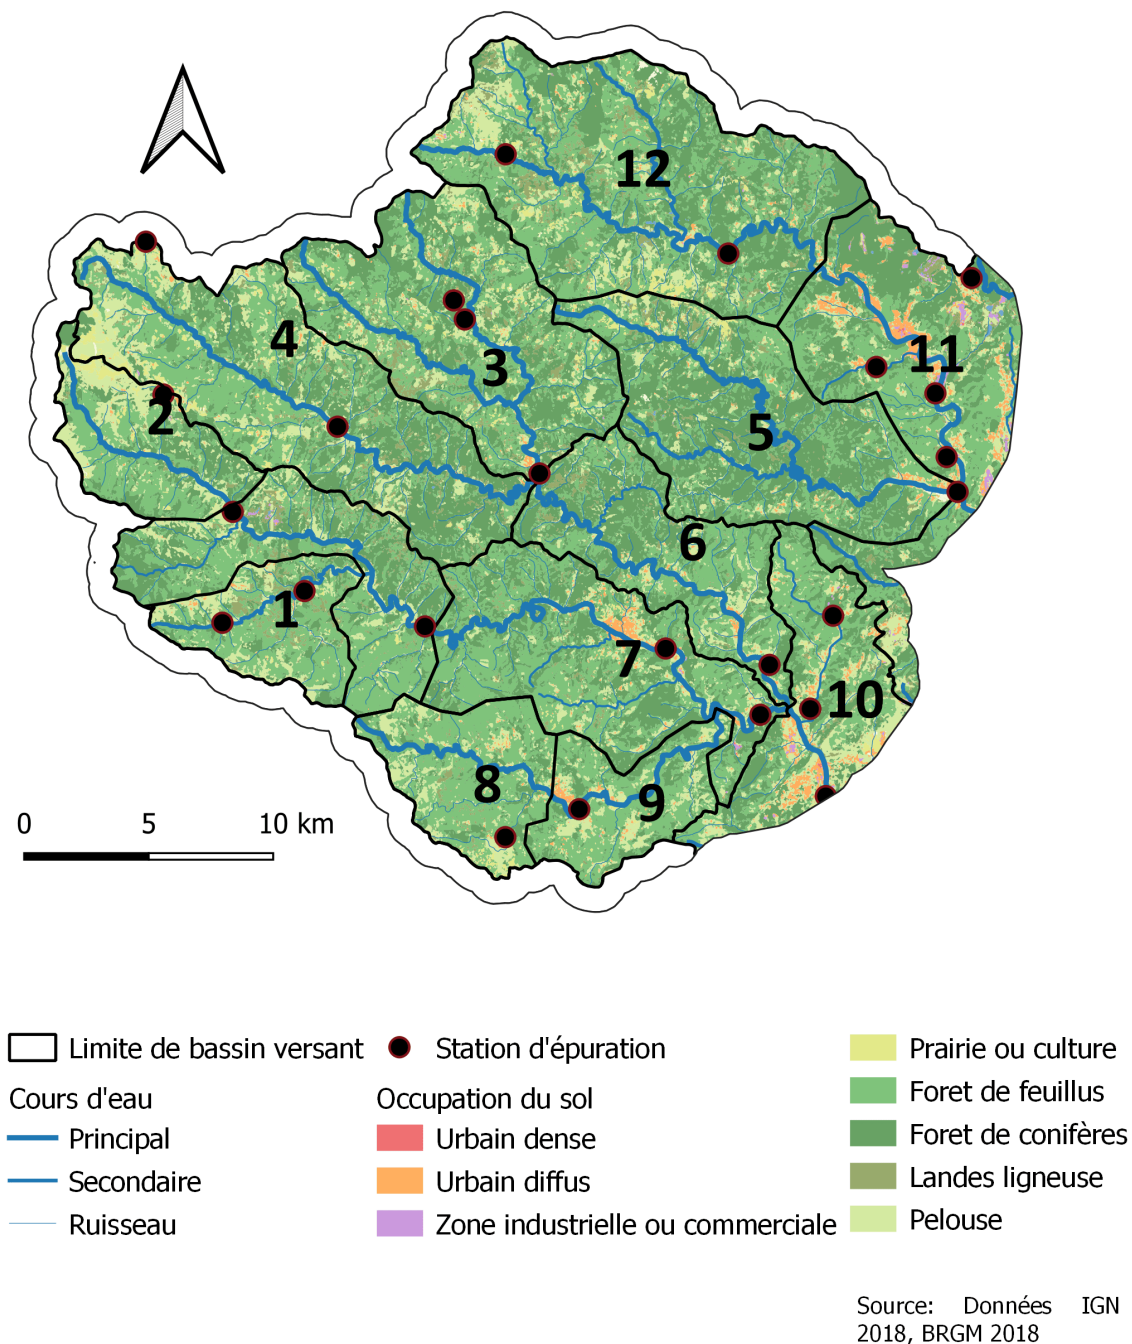 12
11
4
3
2
5
6
1
7
10
8
9
0 5 10 km
Limite de bassin versant
Cours d'eau
Principal
Secondaire
Ruisseau
Station d'épuration
Occupation du sol
Urbain dense
Urbain diffus
Zone industrielle ou commerciale
Prairie ou culture
Foret de feuillus
Foret de conifères
Landes ligneuse
Pelouse
Source: Données IGN
2018, BRGM 2018